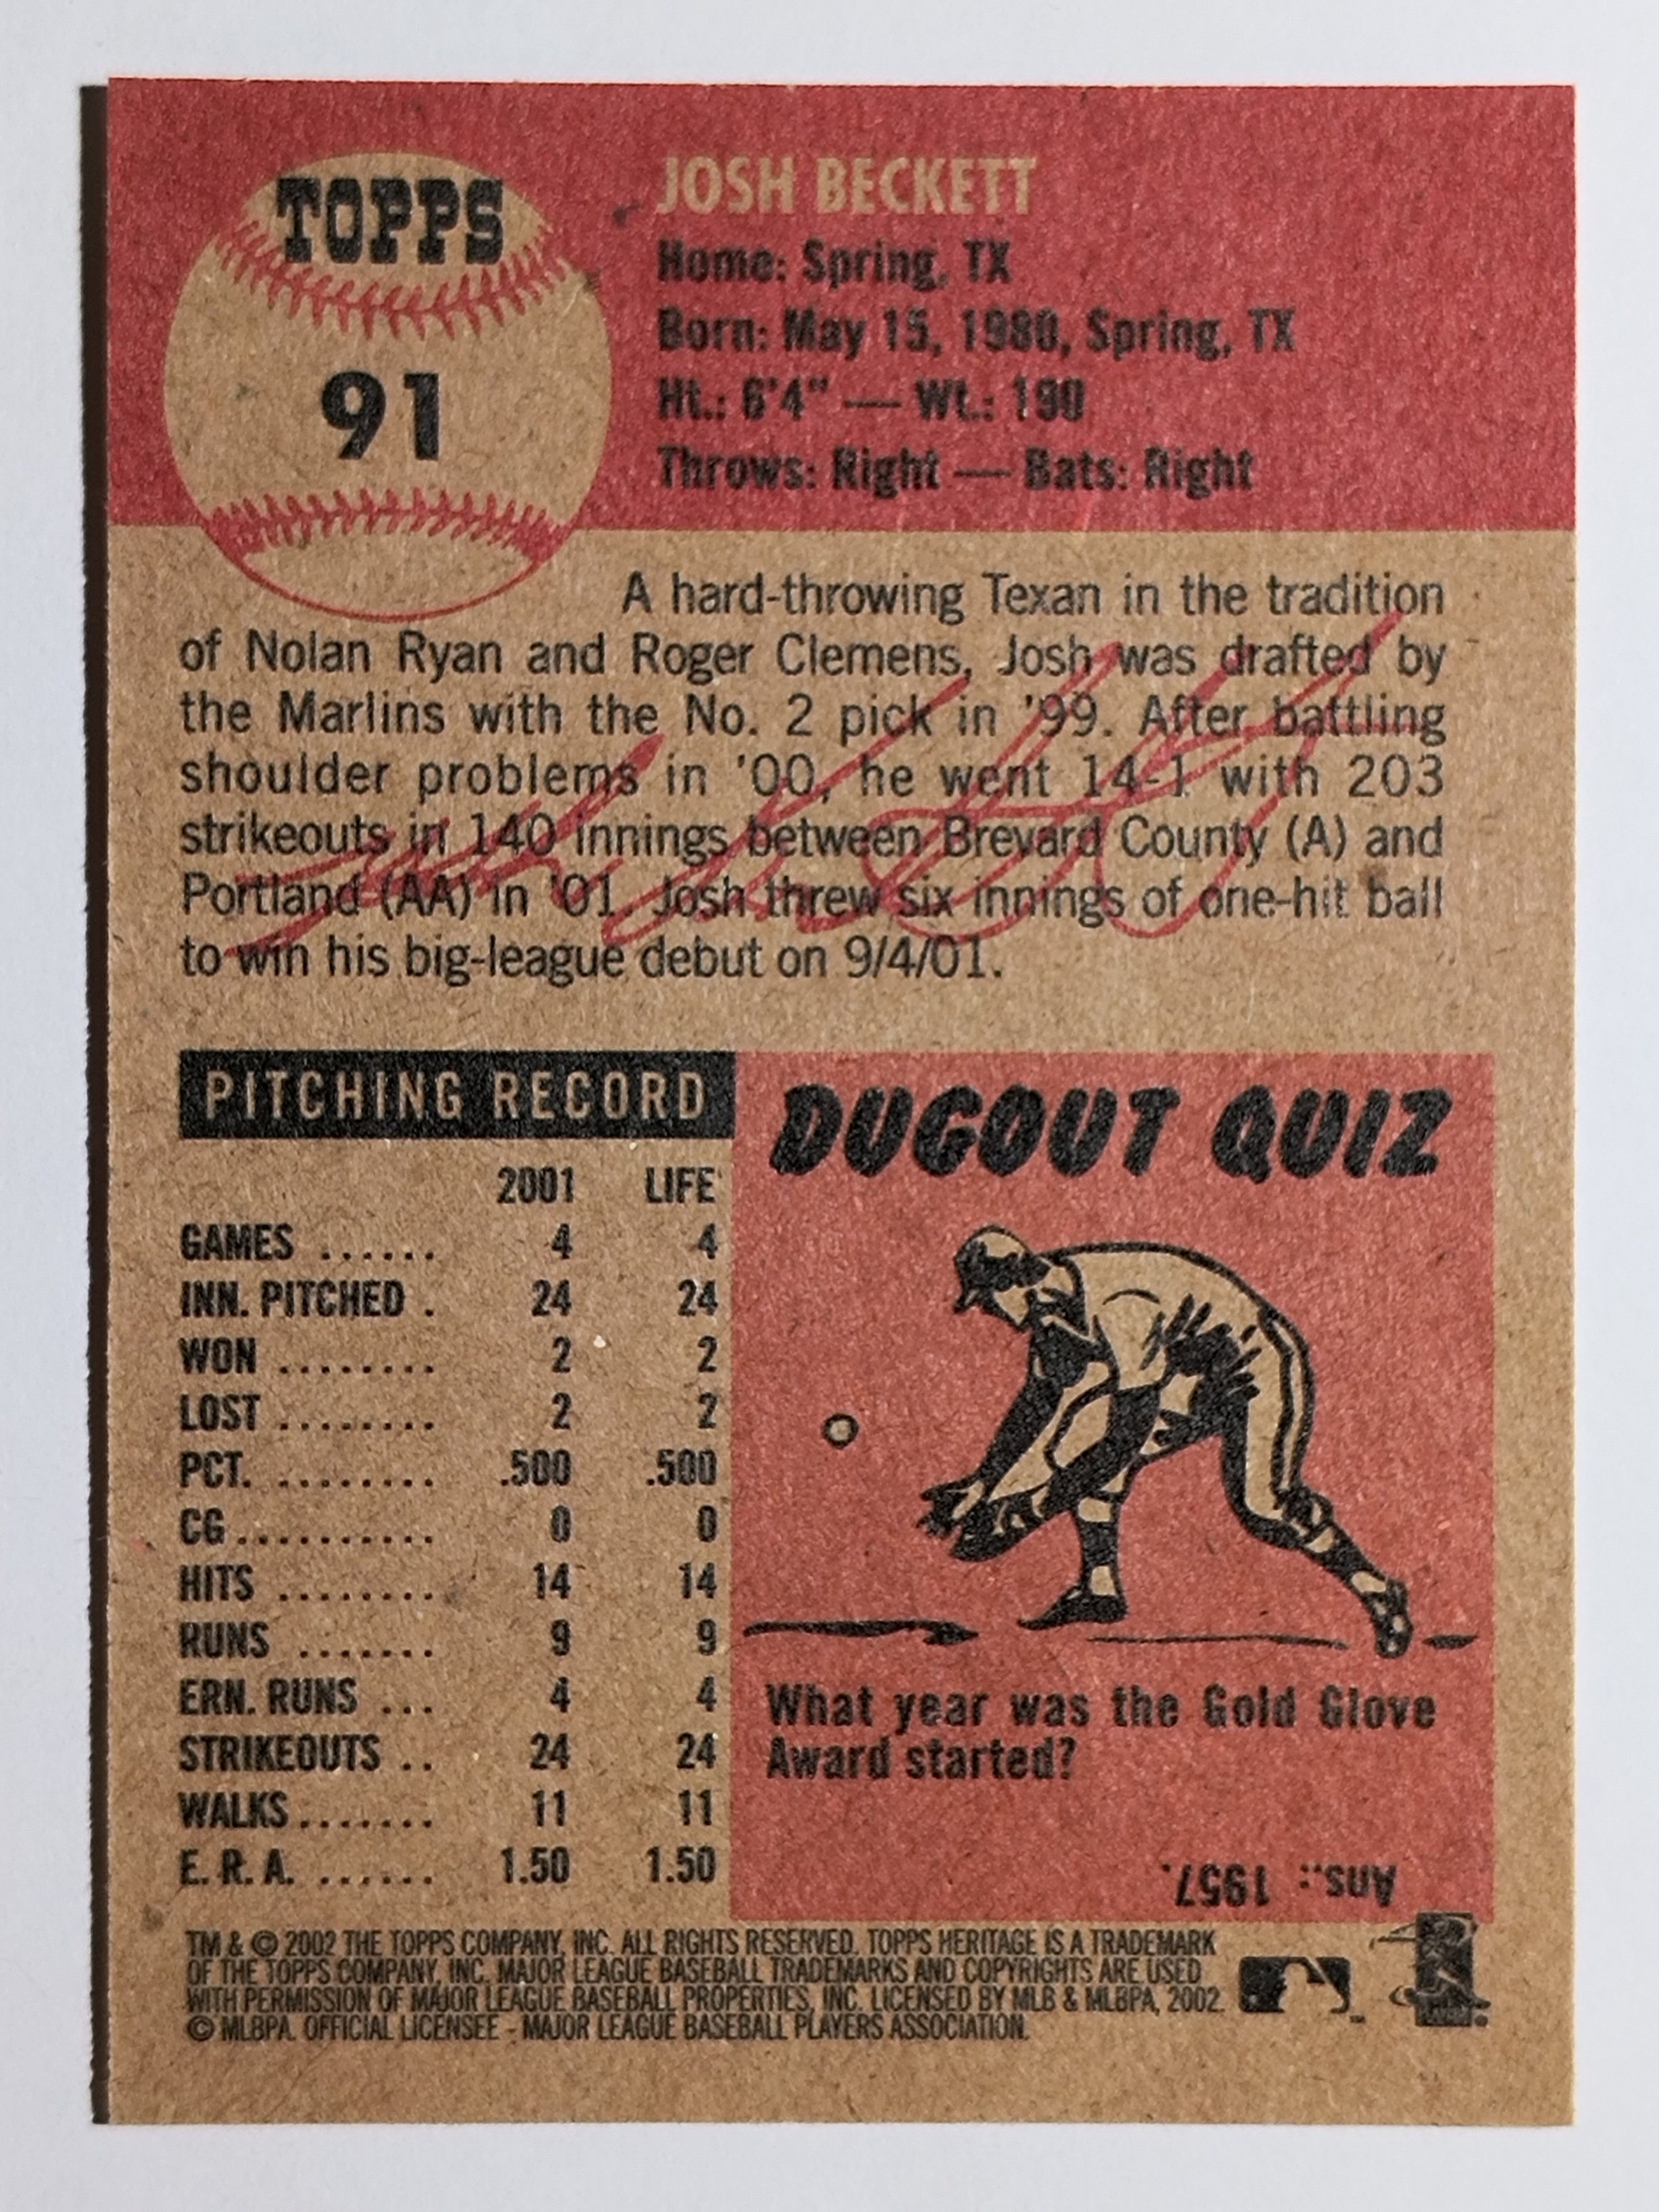 TOPPS
91
JOSH BECKETT
Home: Spring, TX
Born: May 15, 1980, Spring, TX
Ht.: 6'4" — Wt.: 190
Throws: Right — Bats: Right
A hard-throwing Texan in the tradition
of Nolan Ryan and Roger Clemens, Josh was drafted by
the Marlins with the No. 2 pick in '99. After battling
shoulder problems in '00, he went 14-1 with 203
strikeouts in 140 innings between Brevard County (A) and
Portland (AA) in '01. Josh threw six innings of one-hit ball
to win his big-league debut on 9/4/01.
PITCHING RECORD
2001 LIFE
GAMES ...... 4 4
INN. PITCHED . 24 24
WON ........ 2 2
LOST ........ 2 2
PCT. ........ .500 .500
CG.......... 0 0
HITS ........ 14 14
RUNS ....... 9 9
ERN. RUNS ... 4 4
STRIKEOUTS .. 24 24
WALKS....... 11 11
E. R. A. ...... 1.50 1.50
DUGOUT QUIZ
What year was the Gold Glove
Award started?
Ans.: 1957.
TM & © 2002 THE TOPPS COMPANY, INC. ALL RIGHTS RESERVED. TOPPS HERITAGE IS A TRADEMARK
OF THE TOPPS COMPANY, INC. MAJOR LEAGUE BASEBALL TRADEMARKS AND COPYRIGHTS ARE USED
WITH PERMISSION OF MAJOR LEAGUE BASEBALL PROPERTIES, INC. LICENSED BY MLB & MLBPA, 2002.
© MLBPA. OFFICIAL LICENSEE - MAJOR LEAGUE BASEBALL PLAYERS ASSOCIATION.